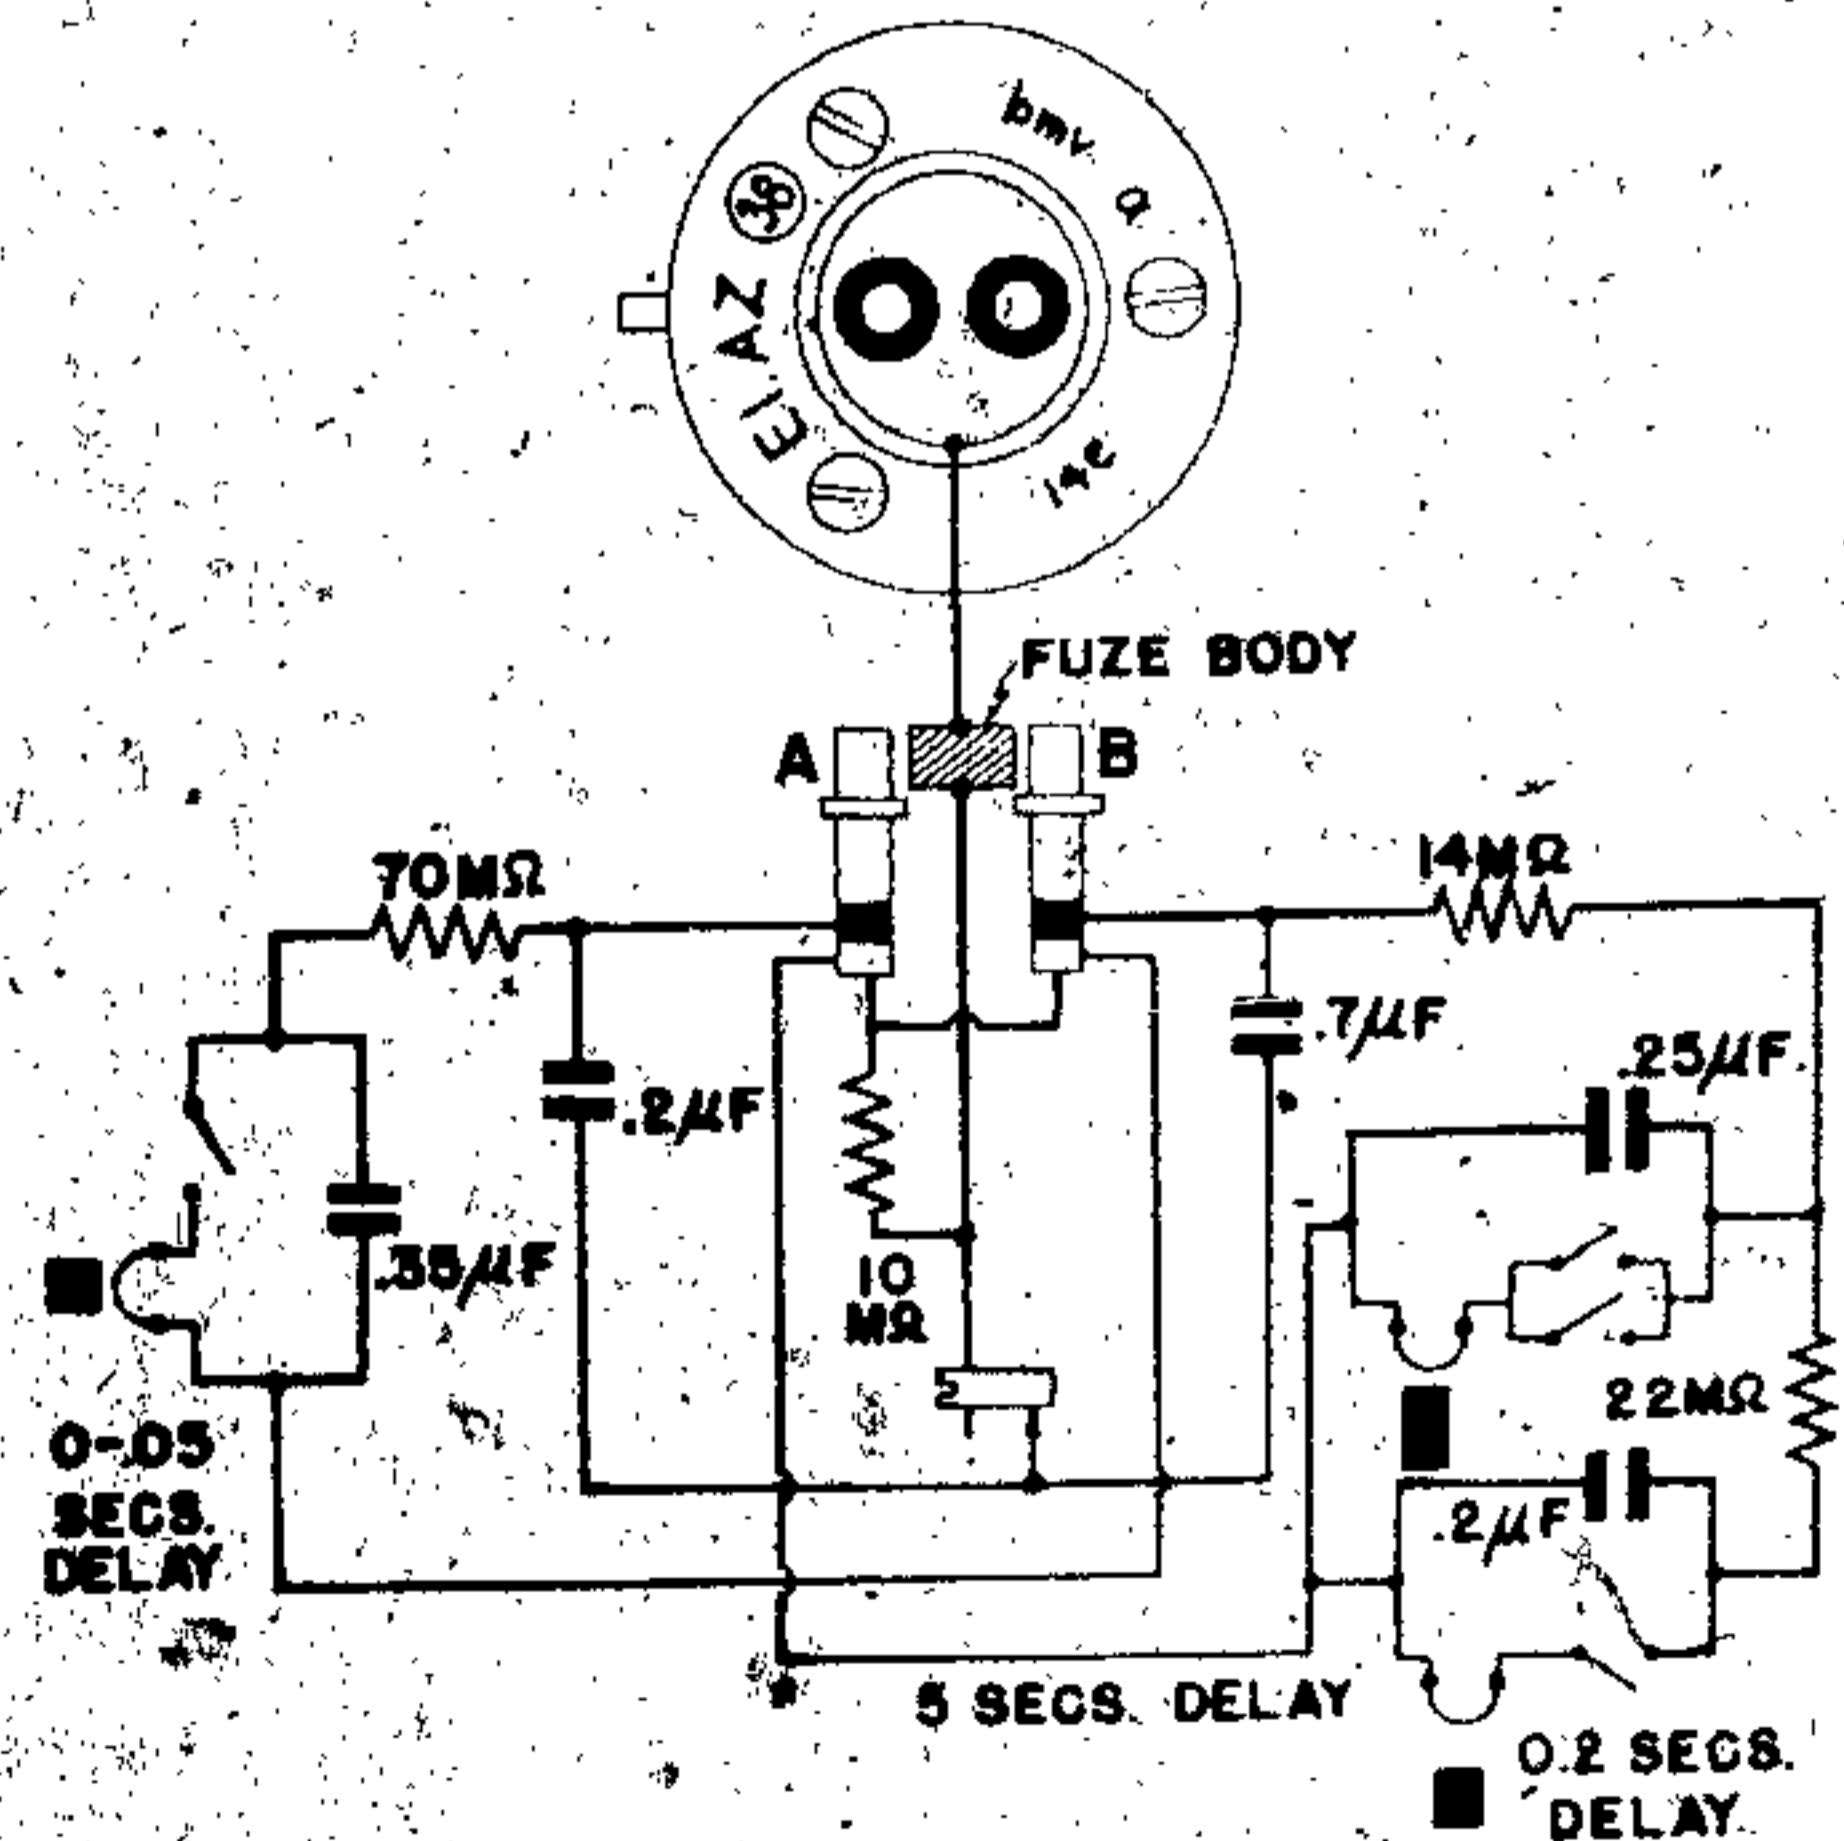 bmv
a
38
El.AZ
14e
FUZE BODY
A
B
70MΩ
14MΩ
.7µF
.25µF.
.2µF
.35µF
10
MΩ
22MΩ
0-.05
SECS.
DELAY
.2µF
5 SECS. DELAY
0.2 SECS.
DELAY